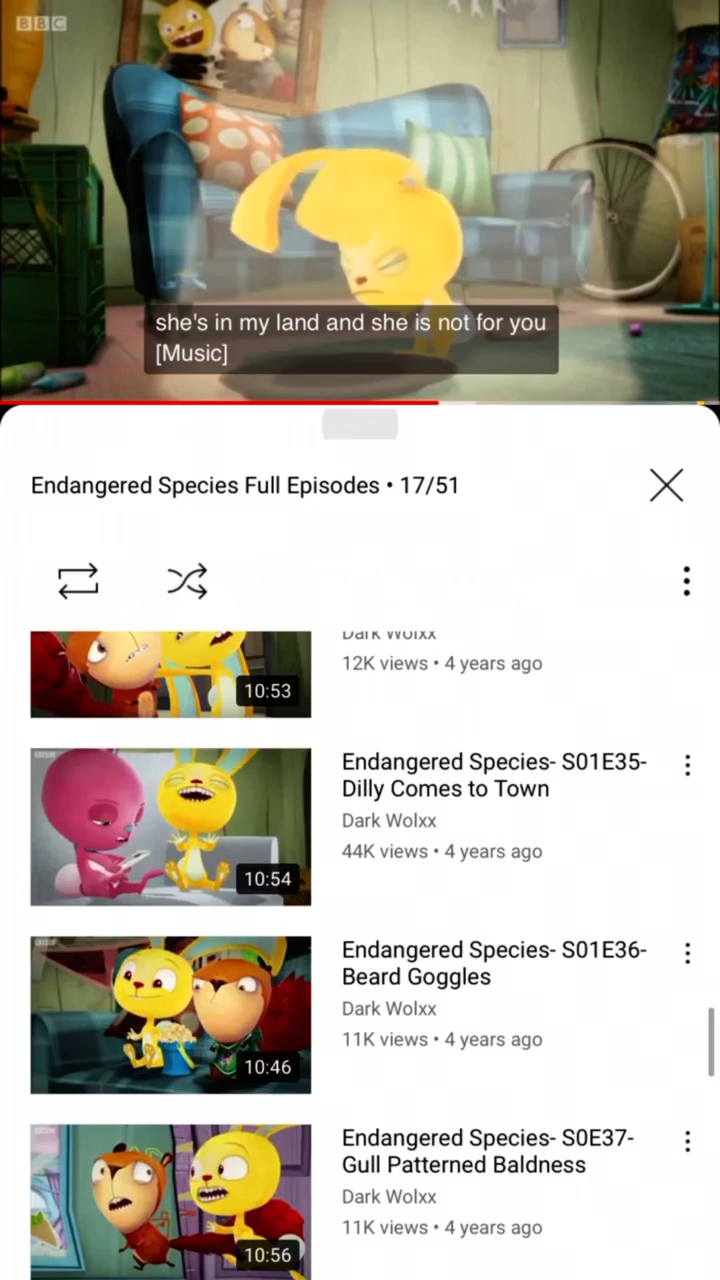 BBC
she's in my land and she is not for you
[Music]
Endangered Species Full Episodes • 17/51
Dark Wolxx
12K views • 4 years ago
10:53
Endangered Species- S01E35-
Dilly Comes to Town
Dark Wolxx
44K views • 4 years ago
10:54
Endangered Species- S01E36-
Beard Goggles
Dark Wolxx
11K views • 4 years ago
10:46
Endangered Species- S0E37-
Gull Patterned Baldness
Dark Wolxx
11K views • 4 years ago
10:56